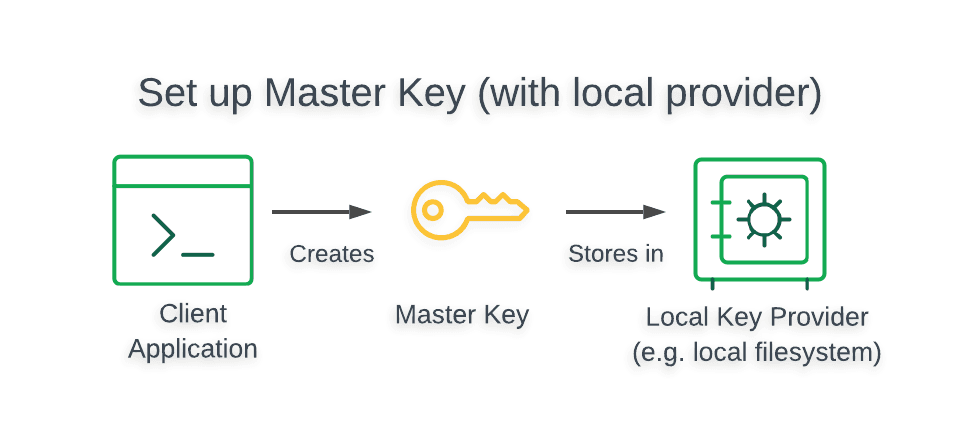 Set up Master Key (with local provider)
Creates
Stores in
Client
Application
Master Key
Local Key Provider
(e.g. local filesystem)